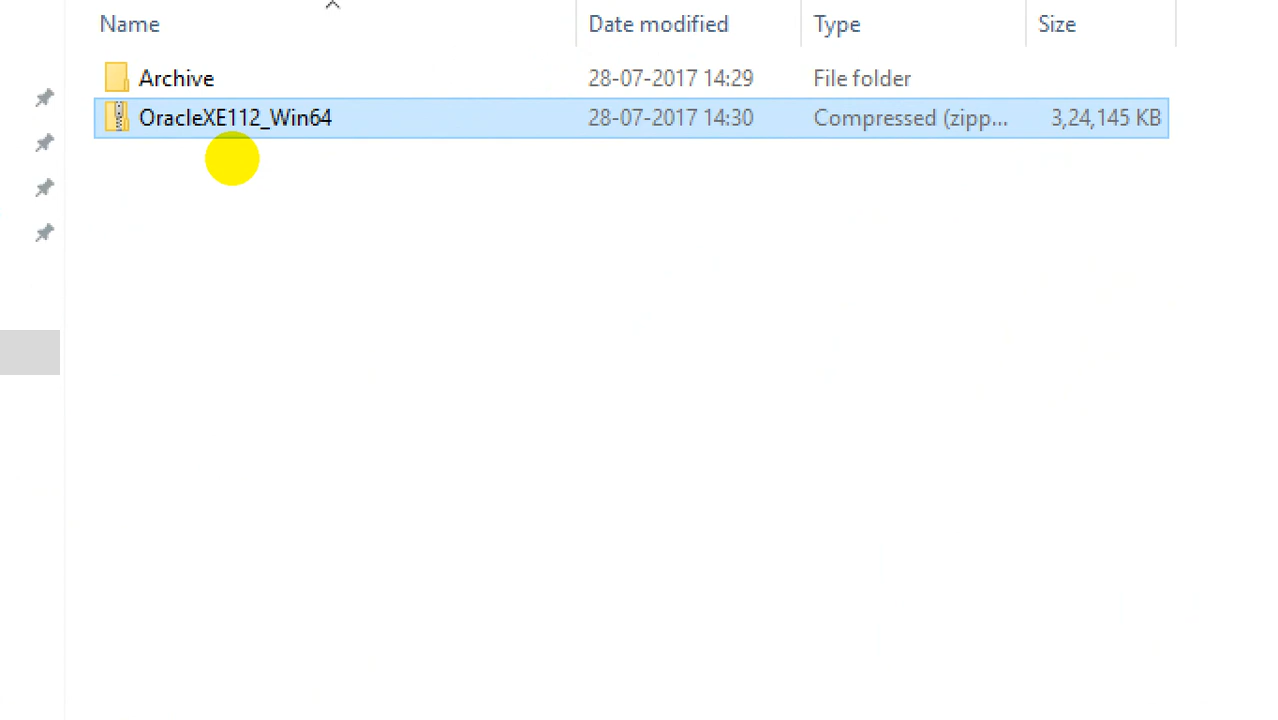 Name Date modified Type Size
Archive 28-07-2017 14:29 File folder
OracleXE112_Win64 28-07-2017 14:30 Compressed (zipp... 3,24,145 KB